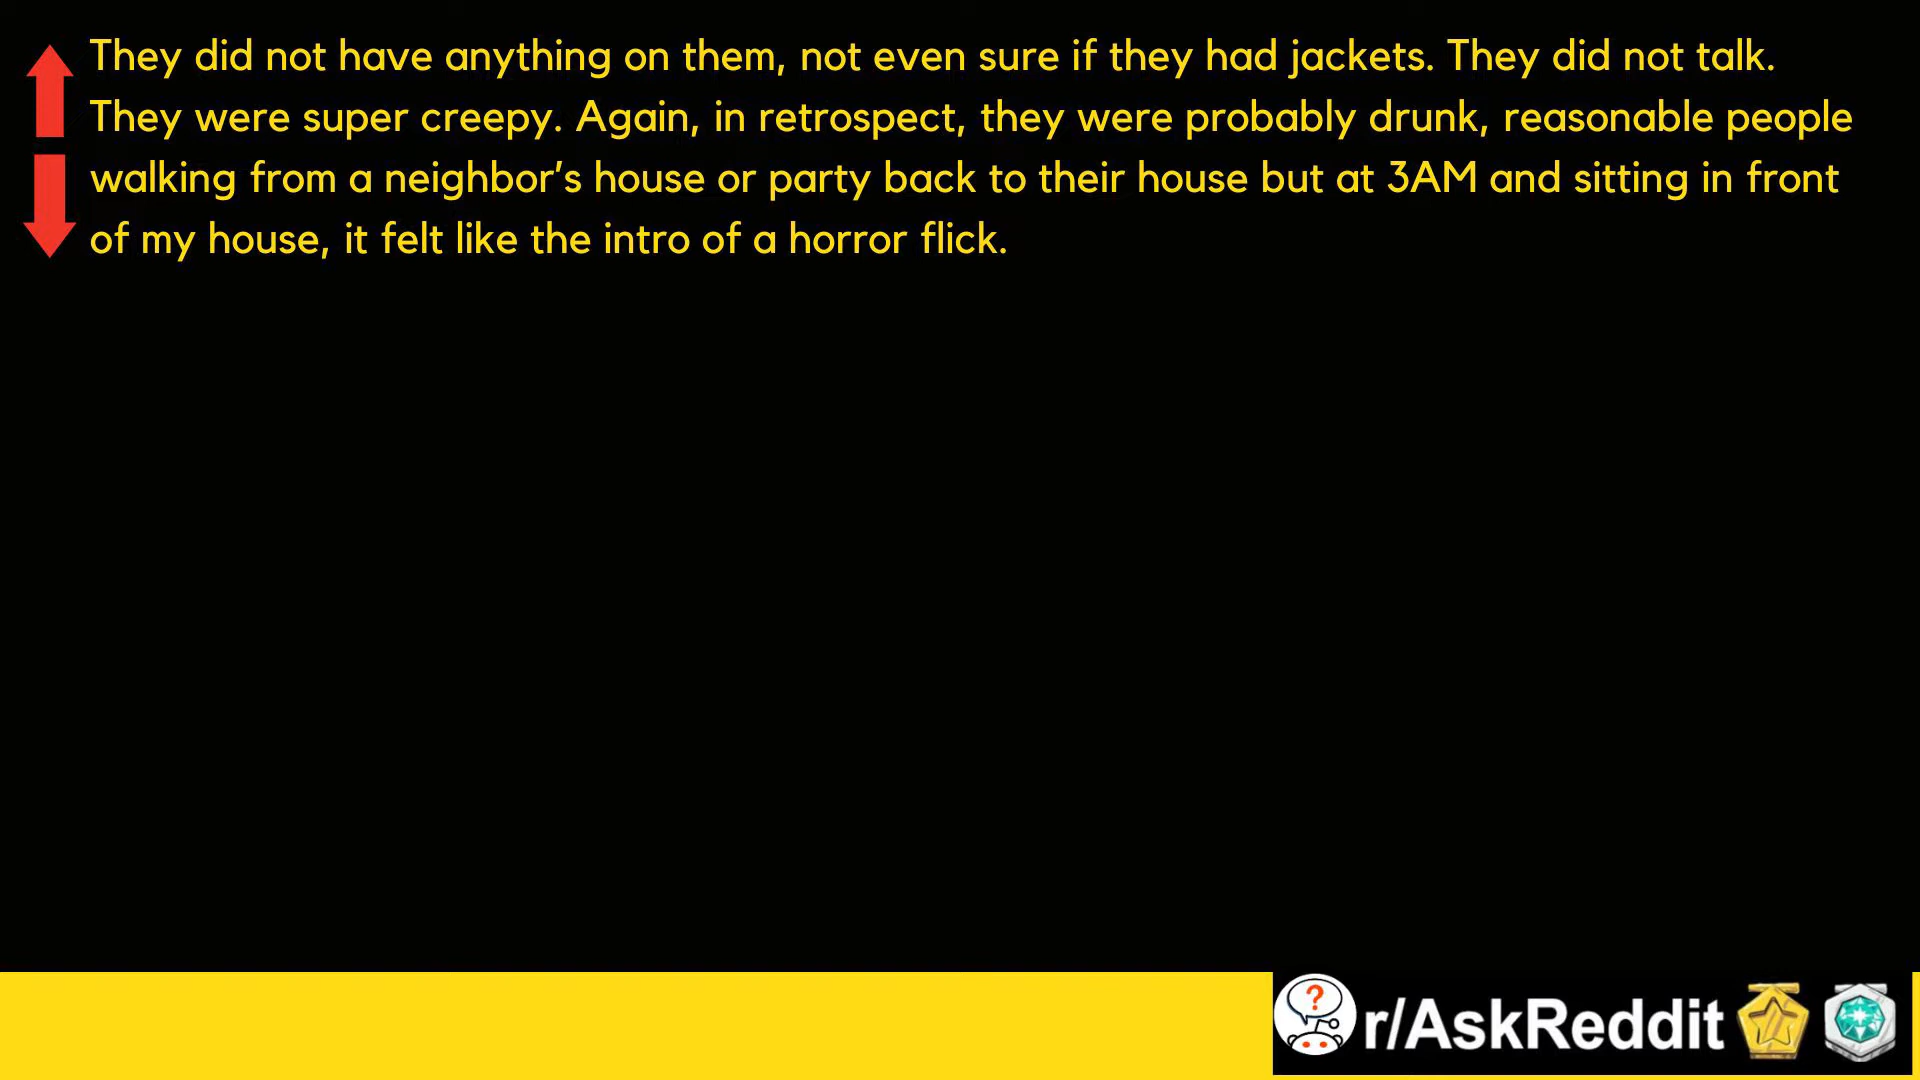 They did not have anything on them, not even sure if they had jackets. They did not talk.
They were super creepy. Again, in retrospect, they were probably drunk, reasonable people
walking from a neighbor’s house or party back to their house but at 3AM and sitting in front
of my house, it felt like the intro of a horror flick.
?
r/AskReddit